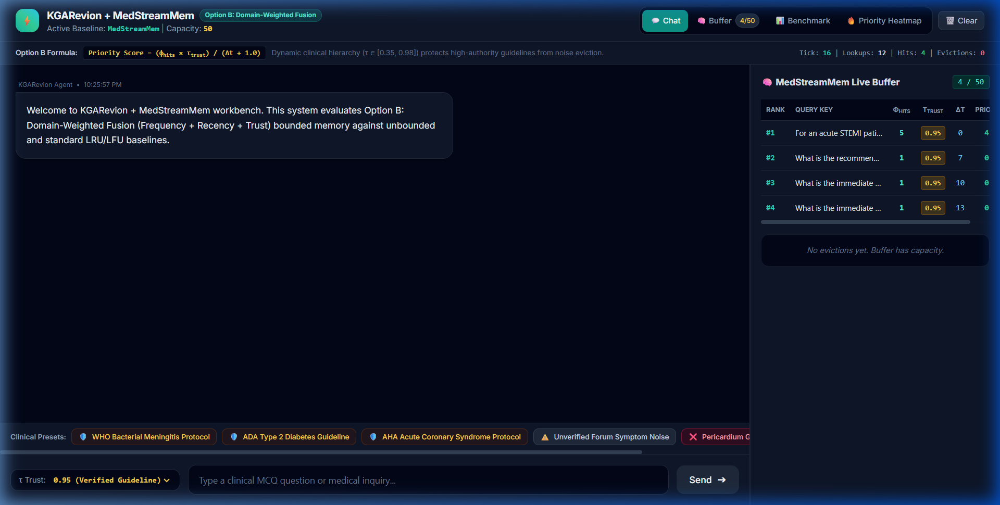 KGARevion + MedStreamMem
Option B: Domain-Weighted Fusion
Active Baseline: MedStreamMem | Capacity: 50
Chat
Buffer 4/50
Benchmark
Priority Heatmap
Clear
Option B Formula: Priority Score = (ϕhits × τtrust) / (Δt + 1.0) Dynamic clinical hierarchy (τ ∈ [0.35, 0.98]) protects high-authority guidelines from noise eviction.
Tick: 16 | Lookups: 12 | Hits: 4 | Evictions: 0
KGARevion Agent • 10:25:57 PM
Welcome to KGARevion + MedStreamMem workbench. This system evaluates Option B:
Domain-Weighted Fusion (Frequency + Recency + Trust) bounded memory against unbounded
and standard LRU/LFU baselines.
MedStreamMem Live Buffer
4 / 50
RANK QUERY KEY ΦHITS ΤTRUST ΔT PRIO
#1 For an acute STEMI pati... 5 0.95 0 4
#2 What is the recommen... 1 0.95 7 0
#3 What is the immediate ... 1 0.95 10 0
#4 What is the immediate ... 1 0.95 13 0
No evictions yet. Buffer has capacity.
Clinical Presets:
WHO Bacterial Meningitis Protocol
ADA Type 2 Diabetes Guideline
AHA Acute Coronary Syndrome Protocol
Unverified Forum Symptom Noise
Pericardium G
τ Trust: 0.95 (Verified Guideline)
Type a clinical MCQ question or medical inquiry...
Send →